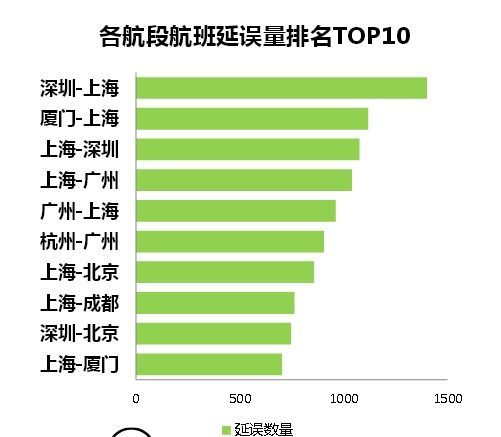 各航段航班延误量排名TOP10
深圳-上海
厦门-上海
上海-深圳
上海-广州
广州-上海
杭州-广州
上海-北京
上海-成都
深圳-北京
上海-厦门
0 500 1000 1500
延误数量